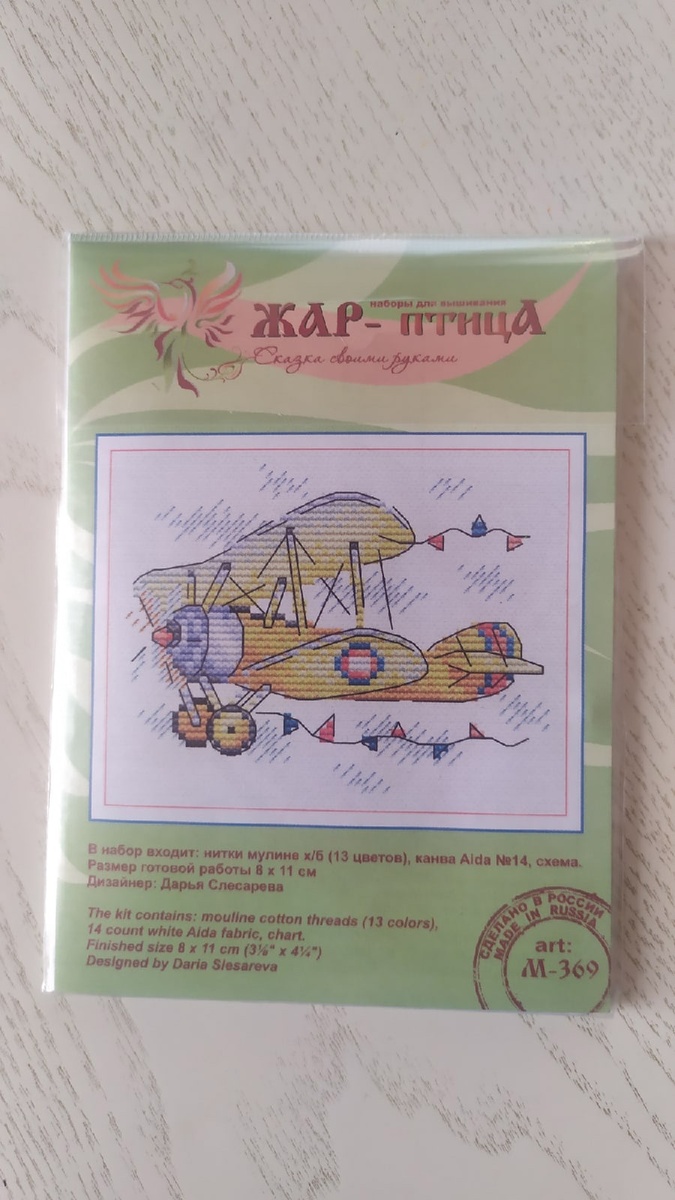 наборы для вышивания
ЖАР-птицА
Сказка своими руками
В набор входит: нитки мулине х/б (13 цветов), канва Aida №14, схема.
Размер готовой работы 8 x 11 см
Дизайнер: Дарья Слесарева
The kit contains: mouline cotton threads (13 colors),
14 count white Aida fabric, chart.
Finished size 8 x 11 cm (3⅛" x 4¼")
Designed by Daria Slesareva
СДЕЛАНО В РОССИИ
MADE IN RUSSIA
art:
М-369